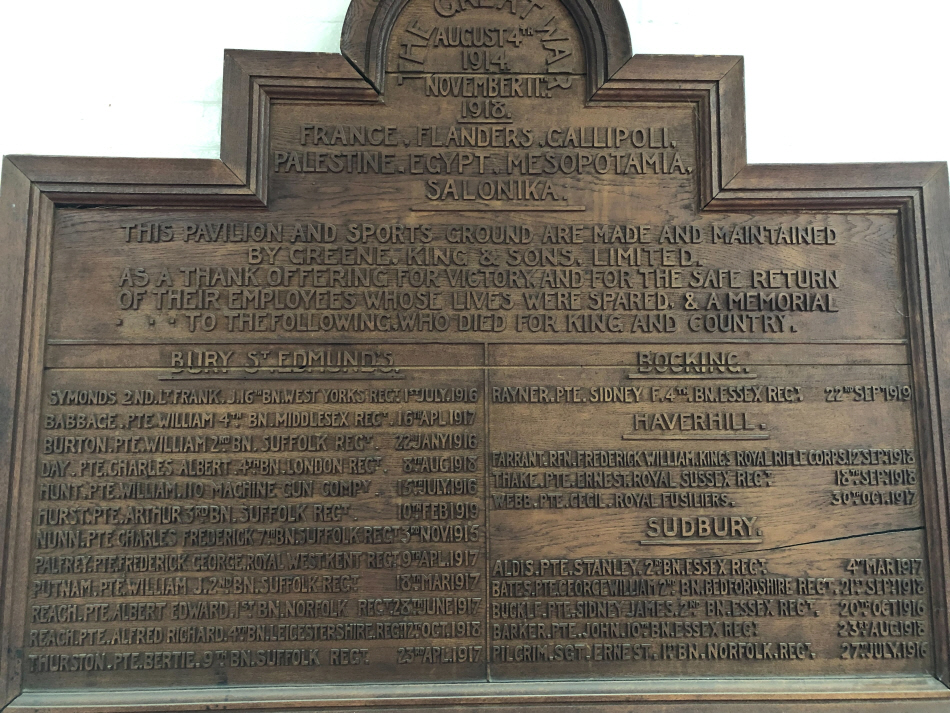 THE GREAT WAR
AUGUST 4TH
1914.
NOVEMBER 11TH
1918.
FRANCE. FLANDERS. GALLIPOLI.
PALESTINE. EGYPT. MESOPOTAMIA.
SALONIKA.
THIS PAVILION AND SPORTS GROUND ARE MADE AND MAINTAINED
BY GREENE, KING & SONS, LIMITED.
AS A THANK OFFERING FOR VICTORY, AND FOR THE SAFE RETURN
OF THEIR EMPLOYEES WHOSE LIVES WERE SPARED, & A MEMORIAL
TO THE FOLLOWING, WHO DIED FOR KING AND COUNTRY.
BURY ST. EDMUNDS.
SYMONDS. 2ND. LT FRANK. J. 16TH BN. WEST YORKS REGT. 1ST JULY. 1916
BABBAGE. PTE. WILLIAM 4TH BN. MIDDLESEX REGT. 16TH APL. 1917
BURTON. PTE. WILLIAM 2ND BN. SUFFOLK REGT. 22ND JANY 1916
DAY. PTE. CHARLES ALBERT. 4TH BN. LONDON REGT. 8TH AUG 1918
HUNT. PTE. WILLIAM. 110 MACHINE GUN COMPY. 15TH JULY. 1916
HURST. PTE. ARTHUR 3RD BN. SUFFOLK REGT. 10TH FEB 1919
NUNN. PTE CHARLES FREDERICK 7TH BN. SUFFOLK REGT 3RD NOV 1915
PALFREY. PTE. FREDERICK GEORGE, ROYAL WEST KENT REGT. 9TH APL. 1917
PUTNAM. PTE. WILLIAM J. 2ND BN. SUFFOLK REGT. 18TH MAR 1917
REACH. PTE. ALBERT EDWARD. 1ST BN. NORFOLK REGT 28TH JUNE 1917
REACH. PTE. ALFRED RICHARD. 4TH BN. LEICESTERSHIRE. REGT 12TH OCT. 1918
THURSTON. PTE. BERTIE. 9TH BN. SUFFOLK REGT. 23RD APL. 1917
BOCKING.
RAYNER. PTE. SIDNEY F. 4TH. BN. ESSEX REGT. 22ND SEPT 1919
HAVERHILL.
FARRANT. RFN. FREDERICK WILLIAM. KINGS ROYAL RIFLE CORPS. 12TH SEP. 1918
THAKE. PTE. ERNEST. ROYAL SUSSEX REGT. 18TH SEP. 1918
WEBB. PTE. CECIL. ROYAL FUSILIERS. 30TH OCT. 1917
SUDBURY.
ALDIS. PTE. STANLEY. 2ND BN. ESSEX REGT. 4TH MAR 1917
BATES. PTE. GEORGE WILLIAM 2ND BN. BEDFORDSHIRE REGT. 21ST SEP. 1918
BUCKLE. PTE. SIDNEY JAMES. 2ND BN. ESSEX REGT. 20TH OCT 1916
BARKER. PTE. JOHN. 10TH BN. ESSEX REGT 23RD AUG. 1918
PILGRIM. SGT. ERNEST. 1ST BN. NORFOLK. REGT. 27TH JULY. 1916